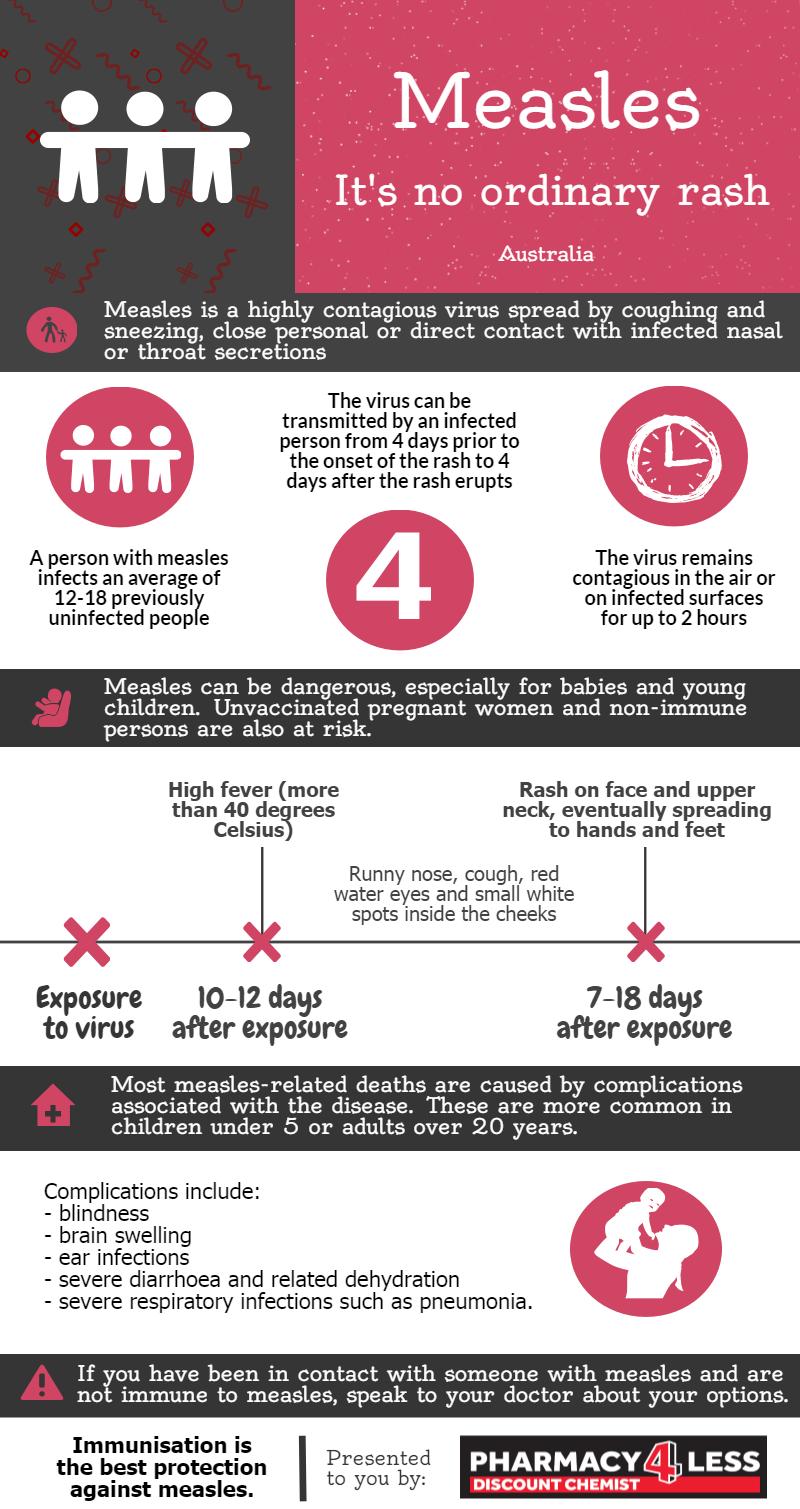 Measles
It's no ordinary rash
Australia
Measles is a highly contagious virus spread by coughing and
sneezing, close personal or direct contact with infected nasal
or throat secretions
A person with measles
infects an average of
12-18 previously
uninfected people
The virus can be
transmitted by an infected
person from 4 days prior to
the onset of the rash to 4
days after the rash erupts
4
The virus remains
contagious in the air or
on infected surfaces
for up to 2 hours
Measles can be dangerous, especially for babies and young
children. Unvaccinated pregnant women and non-immune
persons are also at risk.
High fever (more
than 40 degrees
Celsius)
Rash on face and upper
neck, eventually spreading
to hands and feet
Runny nose, cough, red
water eyes and small white
spots inside the cheeks
Exposure
to virus
10-12 days
after exposure
7-18 days
after exposure
Most measles-related deaths are caused by complications
associated with the disease. These are more common in
children under 5 or adults over 20 years.
Complications include:
- blindness
- brain swelling
- ear infections
- severe diarrhoea and related dehydration
- severe respiratory infections such as pneumonia.
If you have been in contact with someone with measles and are
not immune to measles, speak to your doctor about your options.
Immunisation is
the best protection
against measles.
Presented
to you by:
PHARMACY 4 LESS
DISCOUNT CHEMIST